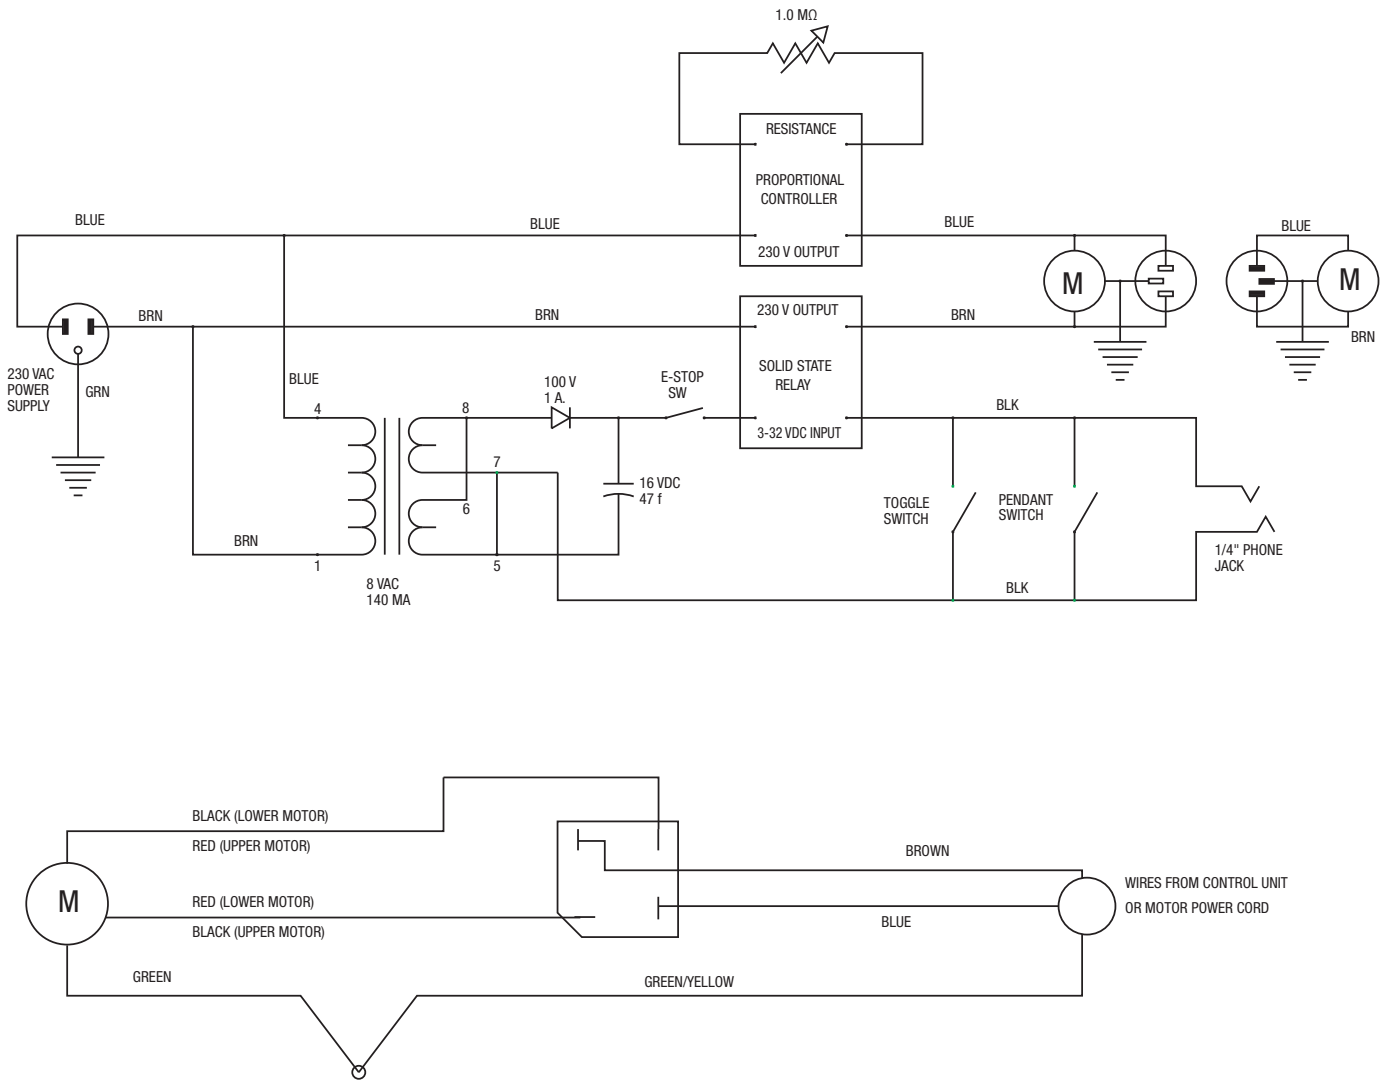 1.0 MΩ
RESISTANCE
PROPORTIONAL
CONTROLLER
230 V OUTPUT
BLUE
BLUE
BLUE
BLUE
M
M
BRN
BRN
BRN
BRN
230 VAC
POWER
SUPPLY
GRN
230 V OUTPUT
SOLID STATE
RELAY
3-32 VDC INPUT
BLUE
4
8
100 V
1 A.
E-STOP
SW
BLK
7
6
16 VDC
47 f
TOGGLE
SWITCH
PENDANT
SWITCH
BRN
1
5
8 VAC
140 MA
BLK
1/4" PHONE
JACK
BLACK (LOWER MOTOR)
RED (UPPER MOTOR)
M
RED (LOWER MOTOR)
BLACK (UPPER MOTOR)
GREEN
BROWN
BLUE
WIRES FROM CONTROL UNIT
OR MOTOR POWER CORD
GREEN/YELLOW